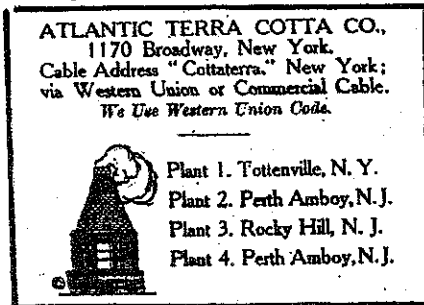 ATLANTIC TERRA COTTA CO.,
1170 Broadway, New York.
Cable Address "Cottaterra." New York;
via Western Union or Commercial Cable.
We Use Western Union Code.
Plant 1. Tottenville, N. Y.
Plant 2. Perth Amboy, N.J.
Plant 3. Rocky Hill, N. J.
Plant 4. Perth Amboy, N.J.
©